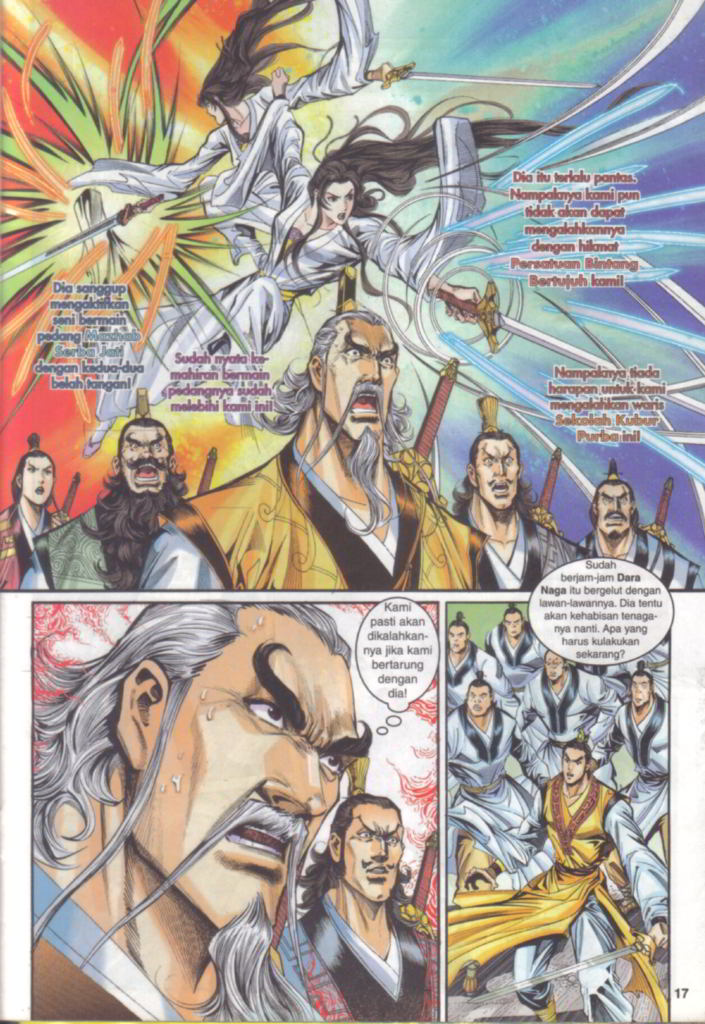 Dia itu terlalu pantas.
Nampaknya kami pun
tidak akan dapat
mengalahkannya
dengan hilanat
Persatuan Bintang
Bertujuh kami!
Dia sanggup
mengaktifkan
seni bermain
pedang Mazhab
Serba Jati
dengan kedua-dua
belah tangan!
Sudah nyata ke-
mahiran bermain
pedangnya sudah
melebihi kami ini!
Nampaknya tiada
harapan untuk kami
mengalahkan waris
Sekolah Kubur
Purba ini!
Kami
pasti akan
dikalahkan-
nya jika kami
bertarung
dengan
dia!
Sudah
berjam-jam Dara
Naga itu bergelut dengan
lawan-lawannya. Dia tentu
akan kehabisan tenaga-
nya nanti. Apa yang
harus kulakukan
sekarang?
17